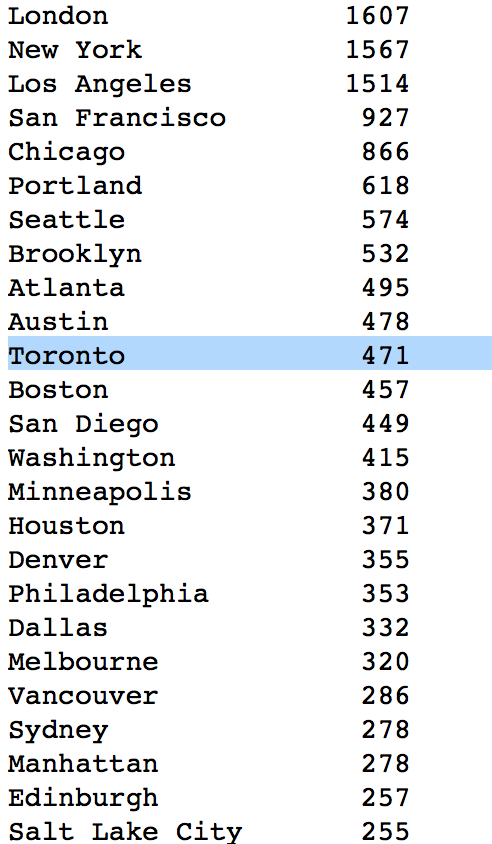 London 1607
New York 1567
Los Angeles 1514
San Francisco 927
Chicago 866
Portland 618
Seattle 574
Brooklyn 532
Atlanta 495
Austin 478
Toronto 471
Boston 457
San Diego 449
Washington 415
Minneapolis 380
Houston 371
Denver 355
Philadelphia 353
Dallas 332
Melbourne 320
Vancouver 286
Sydney 278
Manhattan 278
Edinburgh 257
Salt Lake City 255